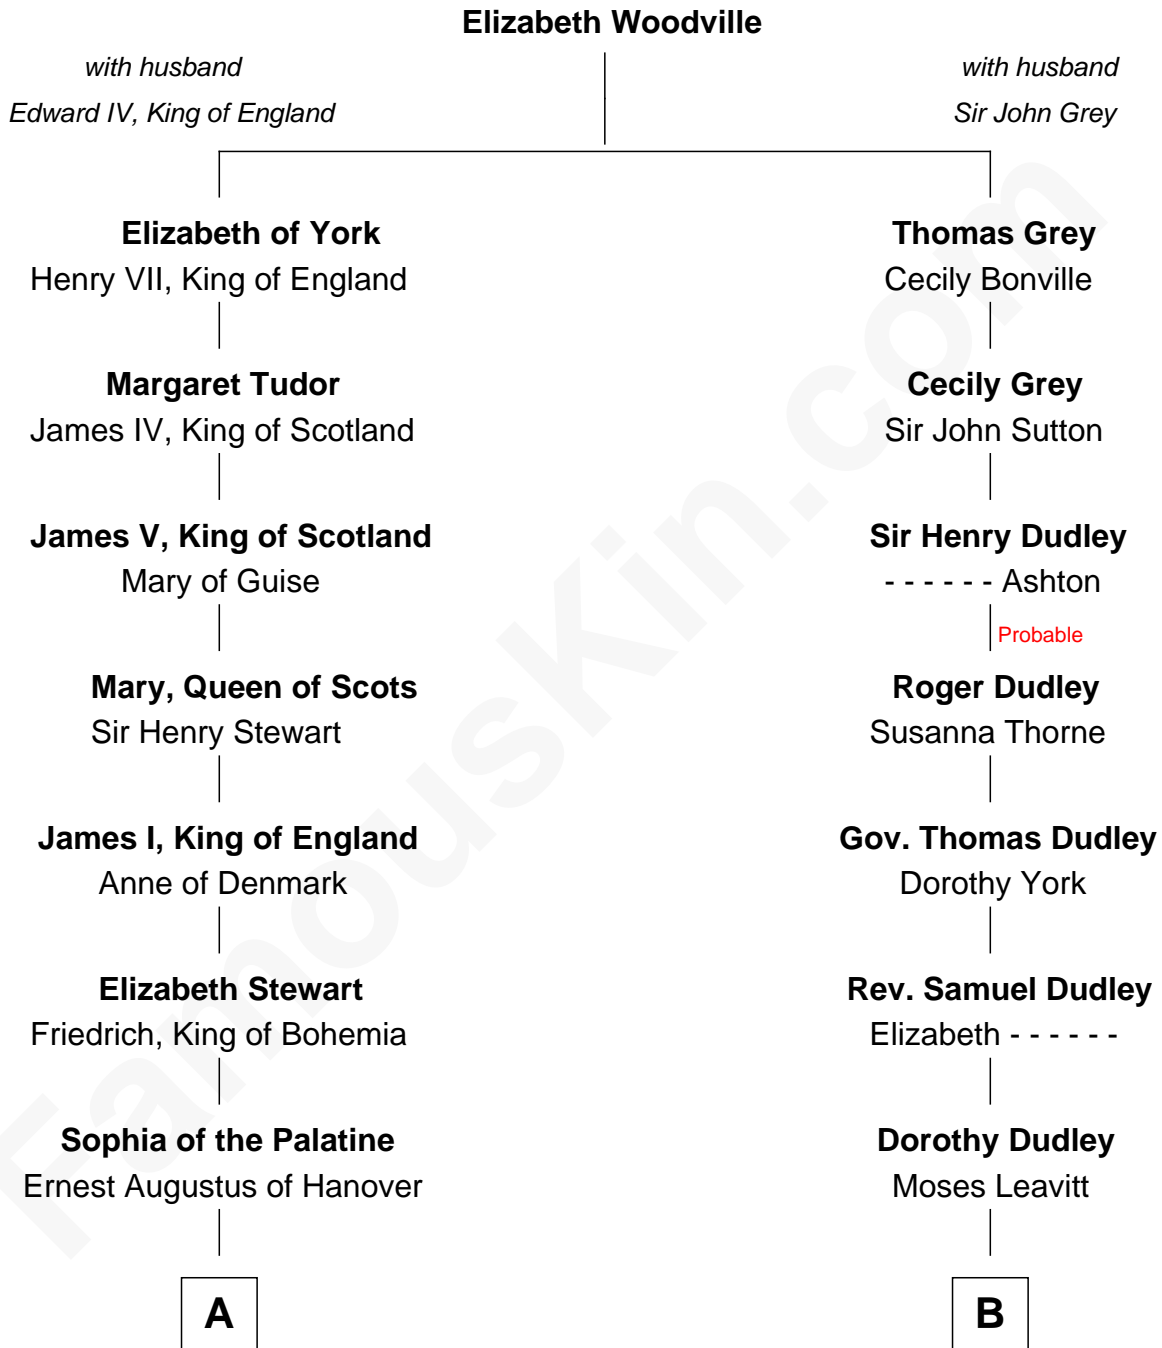 Elizabeth Woodville
with husband
Edward IV, King of England
with husband
Sir John Grey
Elizabeth of York
Henry VII, King of England
Thomas Grey
Cecily Bonville
Margaret Tudor
James IV, King of Scotland
Cecily Grey
Sir John Sutton
James V, King of Scotland
Mary of Guise
Sir Henry Dudley
- - - - - - Ashton
Probable
Mary, Queen of Scots
Sir Henry Stewart
Roger Dudley
Susanna Thorne
James I, King of England
Anne of Denmark
Gov. Thomas Dudley
Dorothy York
Elizabeth Stewart
Friedrich, King of Bohemia
Rev. Samuel Dudley
Elizabeth - - - - - -
Sophia of the Palatine
Ernest Augustus of Hanover
Dorothy Dudley
Moses Leavitt
A
B
FamousKin.com